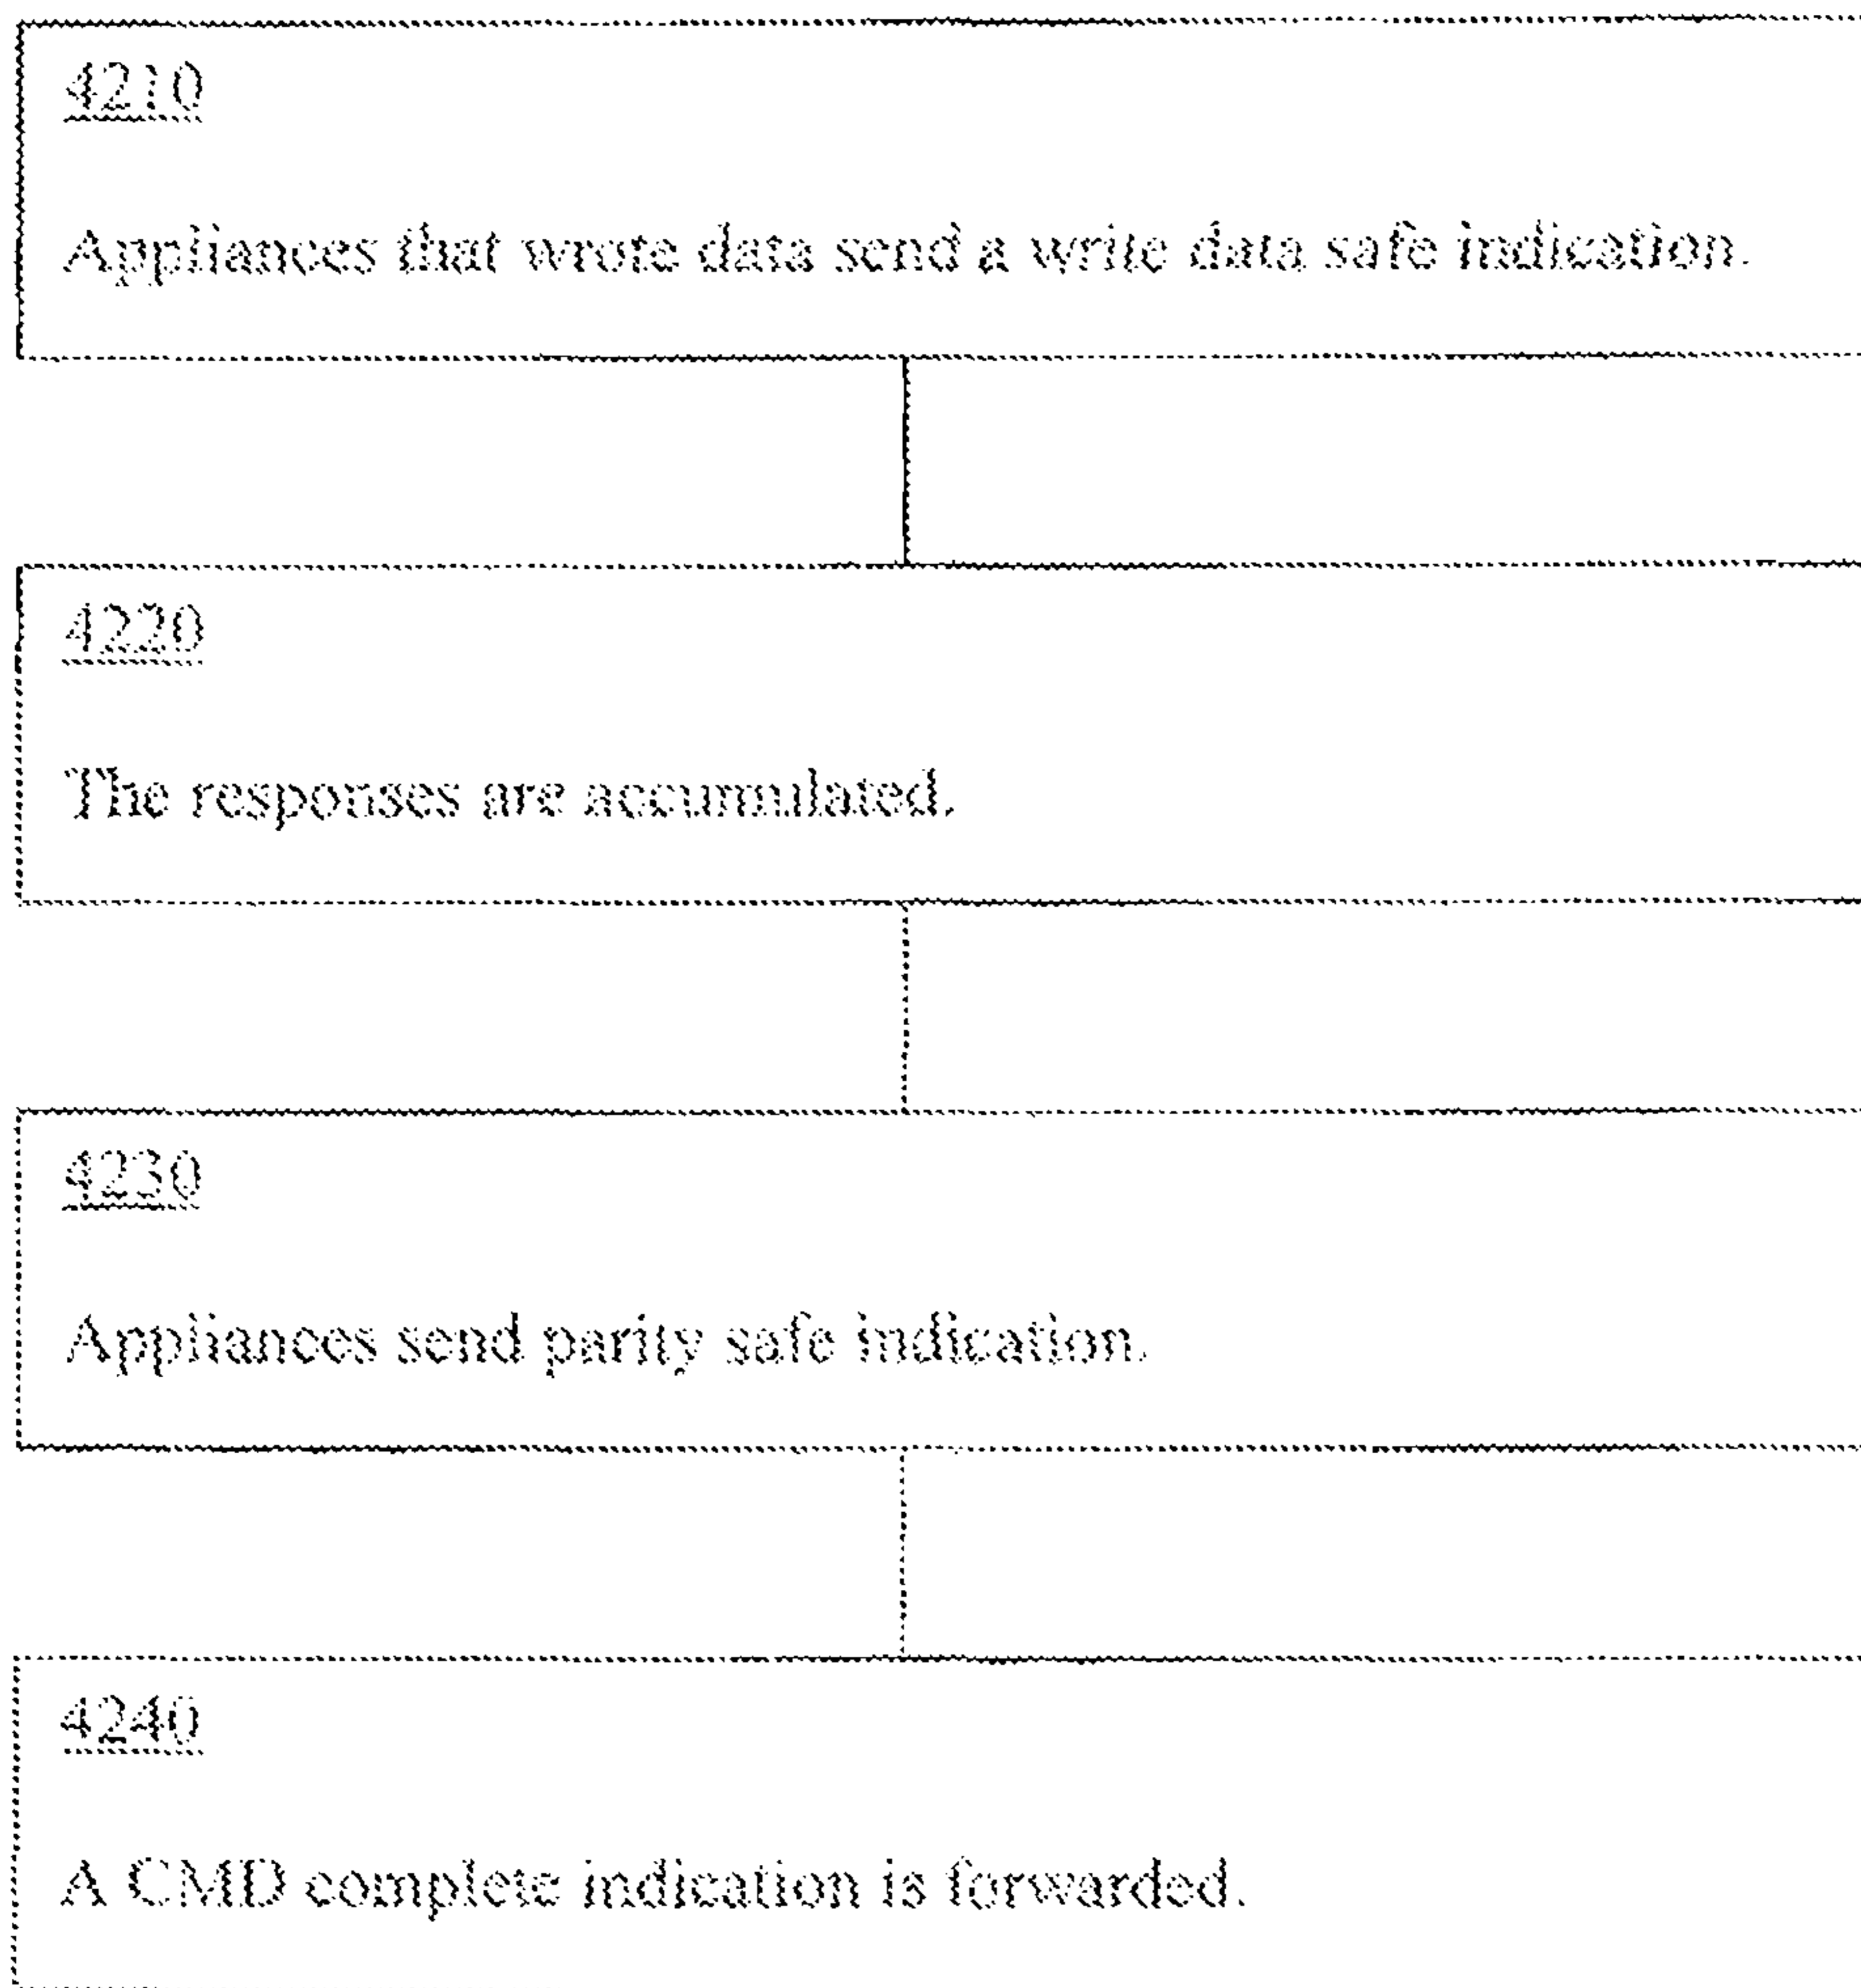 4210
Appliances that wrote data send a write data safe indication.
4220
The responses are accumulated.
4230
Appliances send parity safe indication.
4240
A CMD complete indication is forwarded.